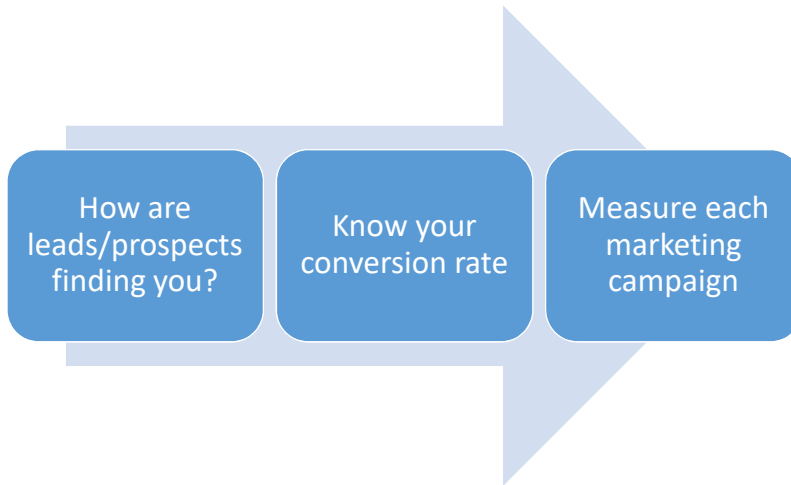 How are
leads/prospects
finding you?
Know your
conversion rate
Measure each
marketing
campaign